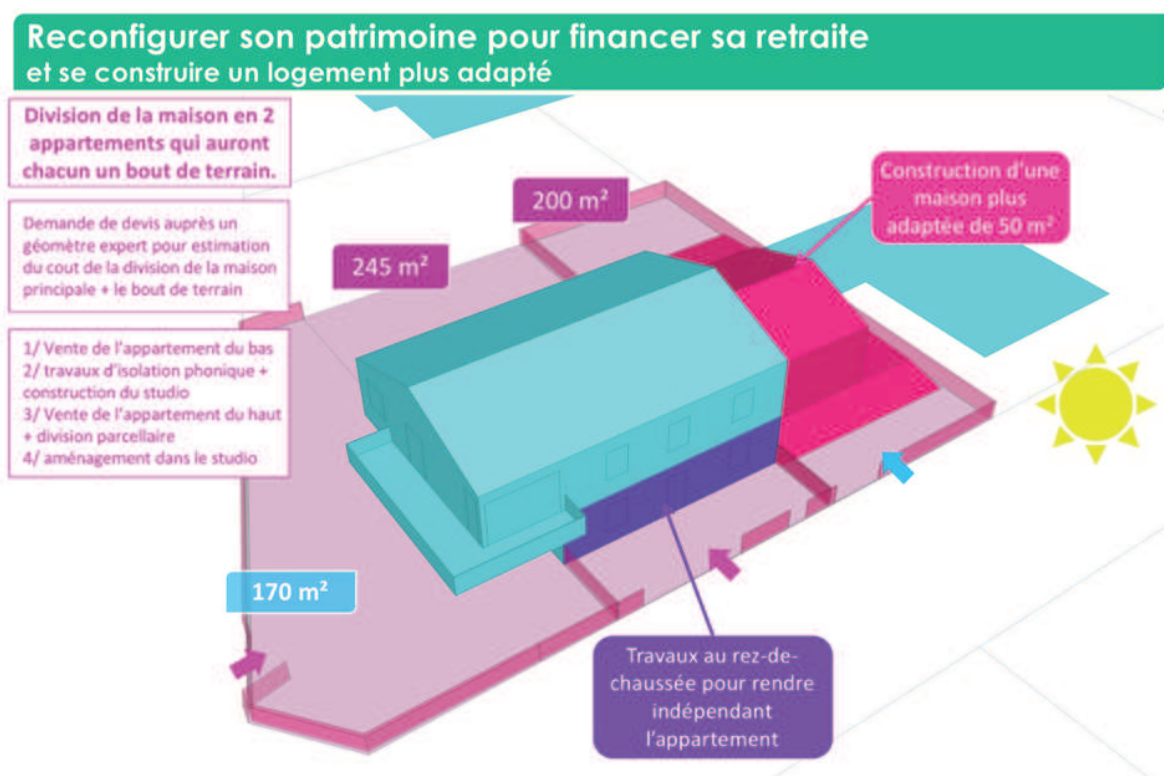 Reconfigurer son patrimoine pour financer sa retraite
et se construire un logement plus adapté
Division de la maison en 2
appartements qui auront
chacun un bout de terrain.
Demande de devis auprès un
géomètre expert pour estimation
du cout de la division de la maison
principale + le bout de terrain
1/ Vente de l'appartement du bas
2/ travaux d'isolation phonique +
construction du studio
3/ Vente de l'appartement du haut
+ division parcellaire
4/ aménagement dans le studio
200 m²
245 m²
Construction d'une
maison plus
adaptée de 50 m²
170 m²
Travaux au rez-de-
chaussée pour rendre
indépendant
l'appartement